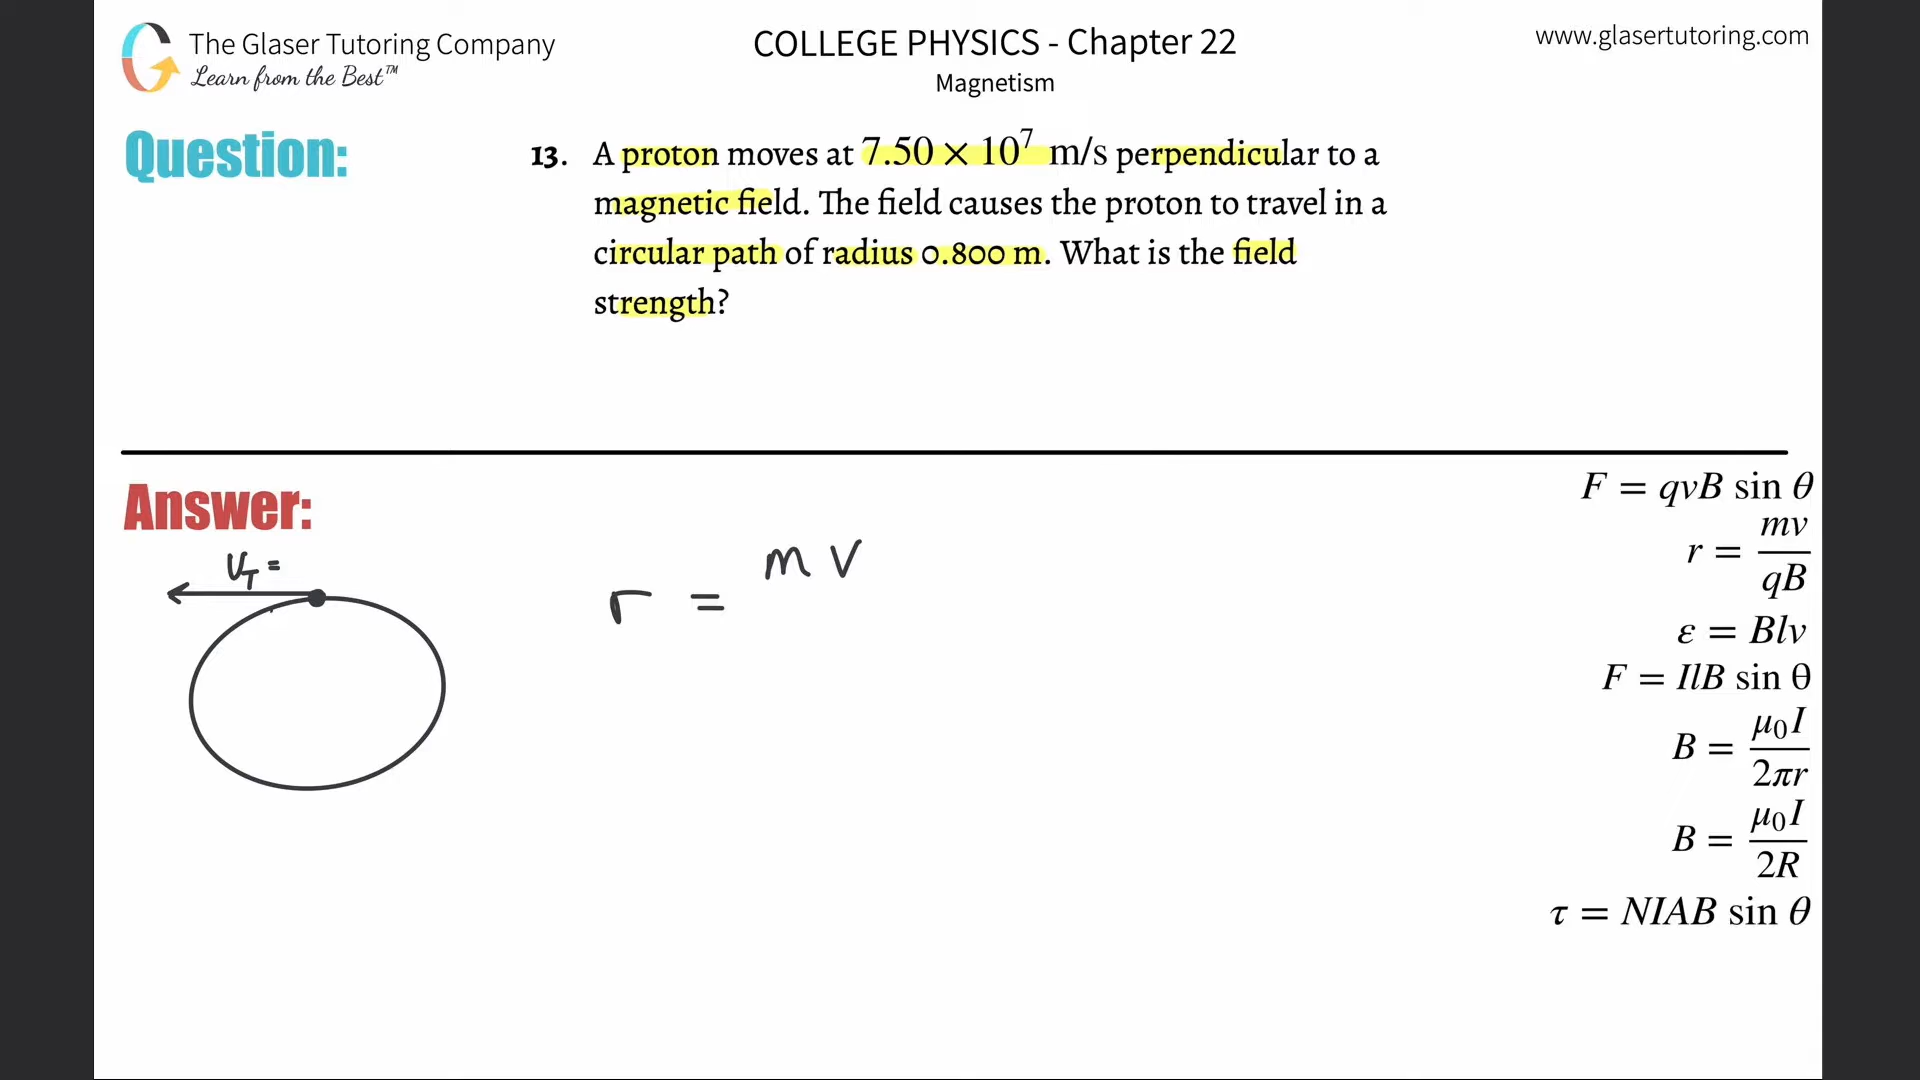 The Glaser Tutoring Company
Learn from the Best™
COLLEGE PHYSICS - Chapter 22
Magnetism
www.glasertutoring.com
Question:
13. A proton moves at 7.50 × 10⁷ m/s perpendicular to a
magnetic field. The field causes the proton to travel in a
circular path of radius 0.800 m. What is the field
strength?
Answer:
v_T =
r = m v
F = qvB sin θ
r = mv / qB
ε = Blv
F = IlB sin θ
B = μ₀I / 2πr
B = μ₀I / 2R
τ = NIAB sin θ